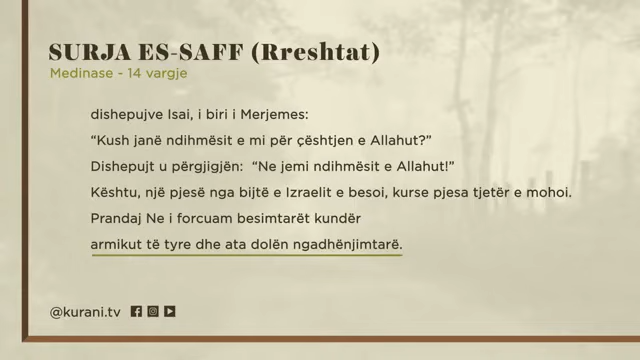 SURJA ES-SAFF (Rreshtat)
Medinase - 14 vargje
dishepujve Isai, i biri i Merjemes:
“Kush janë ndihmësit e mi për çështjen e Allahut?”
Dishepujt u përgjigjën: “Ne jemi ndihmësit e Allahut!”
Kështu, një pjesë nga bijtë e Izraelit e besoi, kurse pjesa tjetër e mohoi.
Prandaj Ne i forcuam besimtarët kundër
armikut të tyre dhe ata dolën ngadhënjimtarë.
@kurani.tv